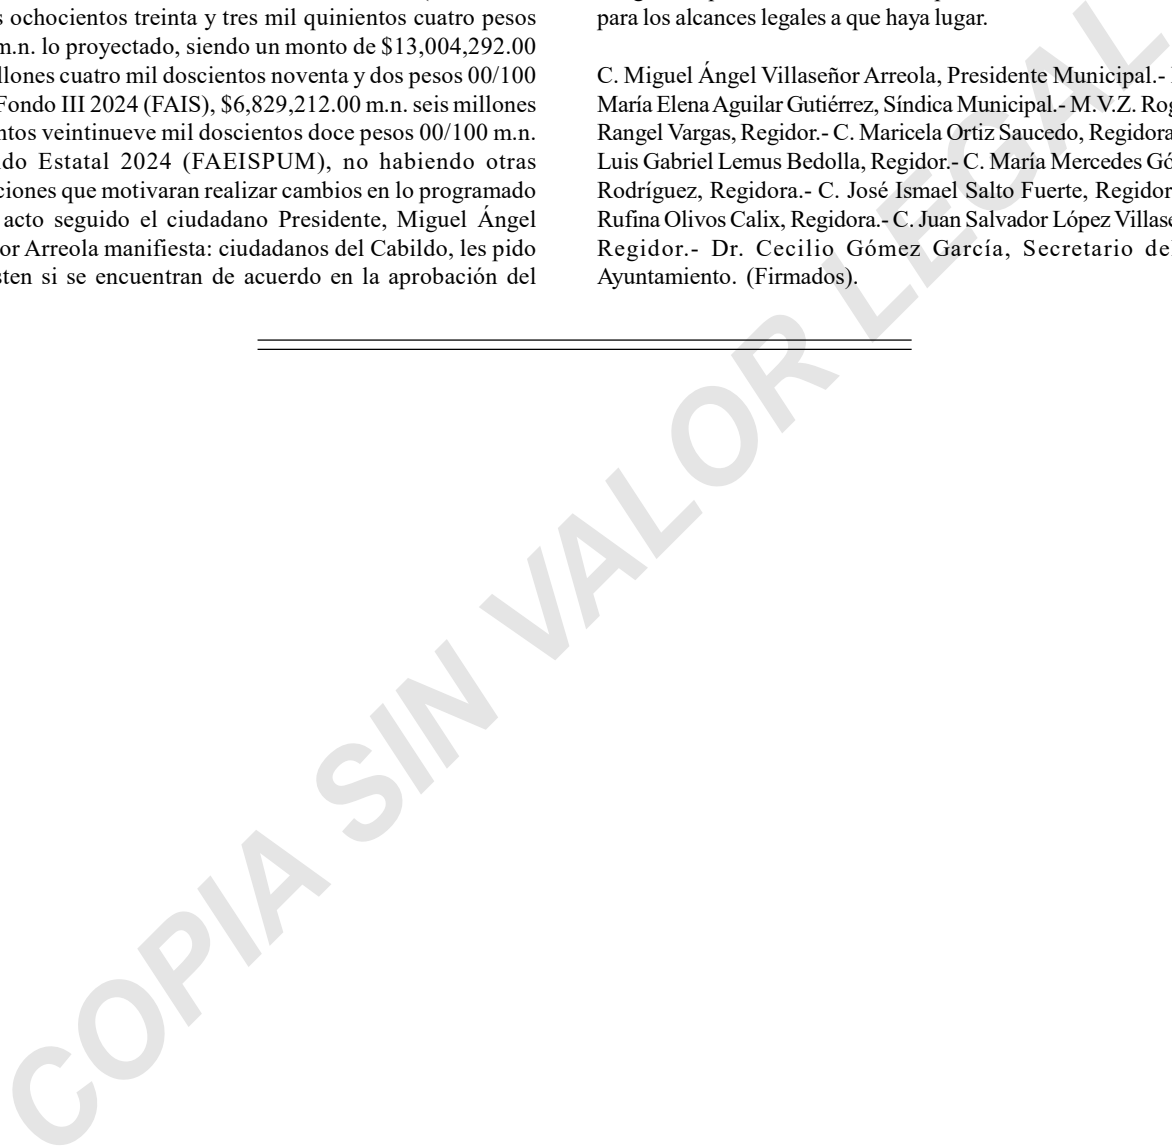 ochocientos treinta y tres mil quinientos cuatro pesos
m.n. lo proyectado, siendo un monto de $13,004,292.00
llones cuatro mil doscientos noventa y dos pesos 00/100
Fondo III 2024 (FAIS), $6,829,212.00 m.n. seis millones
ntos veintinueve mil doscientos doce pesos 00/100 m.n.
do Estatal 2024 (FAEISPUM), no habiendo otras
ciones que motivaran realizar cambios en lo programado
acto seguido el ciudadano Presidente, Miguel Ángel
or Arreola manifiesta: ciudadanos del Cabildo, les pido
sten si se encuentran de acuerdo en la aprobación del
para los alcances legales a que haya lugar.
C. Miguel Ángel Villaseñor Arreola, Presidente Municipal.-
María Elena Aguilar Gutiérrez, Síndica Municipal.- M.V.Z. Rog
Rangel Vargas, Regidor.- C. Maricela Ortiz Saucedo, Regidora
Luis Gabriel Lemus Bedolla, Regidor.- C. María Mercedes Gó
Rodríguez, Regidora.- C. José Ismael Salto Fuerte, Regidor
Rufina Olivos Calix, Regidora.- C. Juan Salvador López Villase
Regidor.- Dr. Cecilio Gómez García, Secretario del
Ayuntamiento. (Firmados).
COPIA SIN VALOR LEGAL